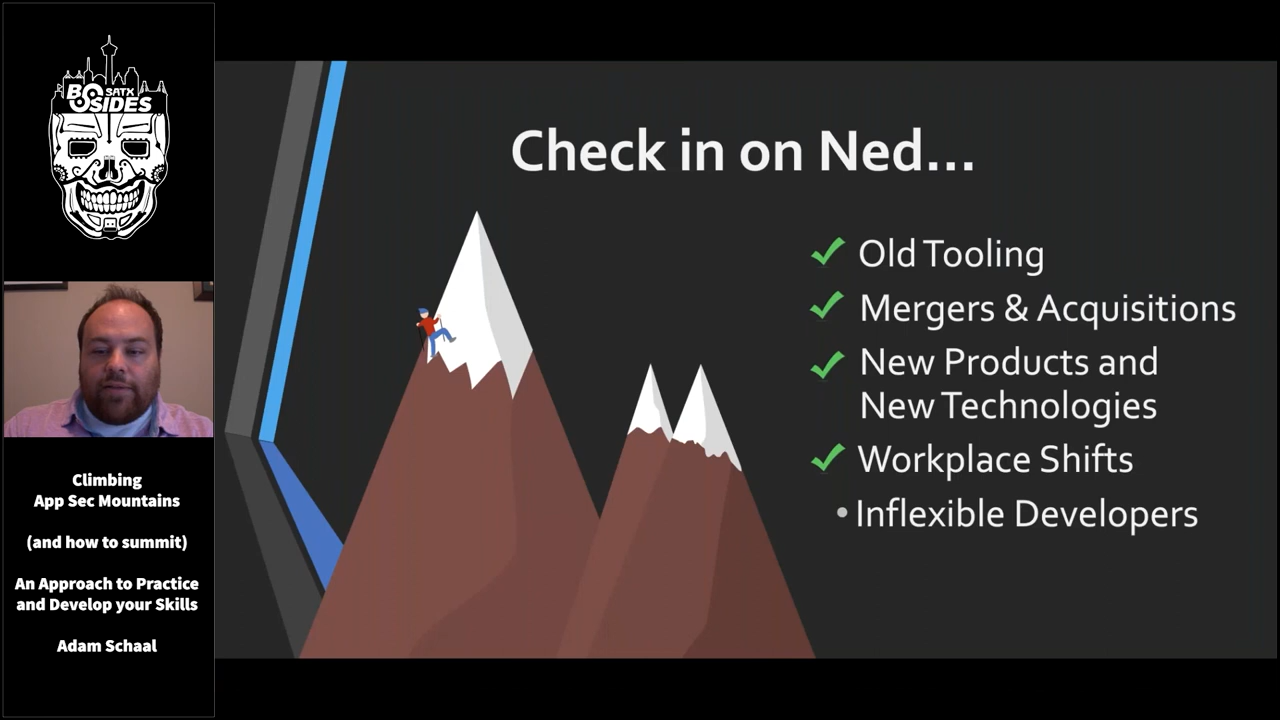 BSIDES
SATX
Climbing
App Sec Mountains
(and how to summit)
An Approach to Practice
and Develop your Skills
Adam Schaal
Check in on Ned...
Old Tooling
Mergers & Acquisitions
New Products and
New Technologies
Workplace Shifts
Inflexible Developers